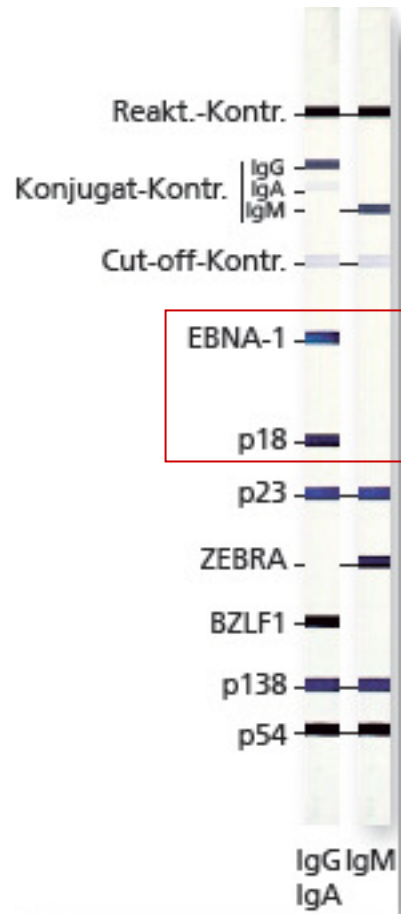 Reakt.-Kontr.
IgG
Konjugat-Kontr. IgA
IgM
Cut-off-Kontr.
EBNA-1
p18
p23
ZEBRA
BZLF1
p138
p54
IgG IgM
IgA